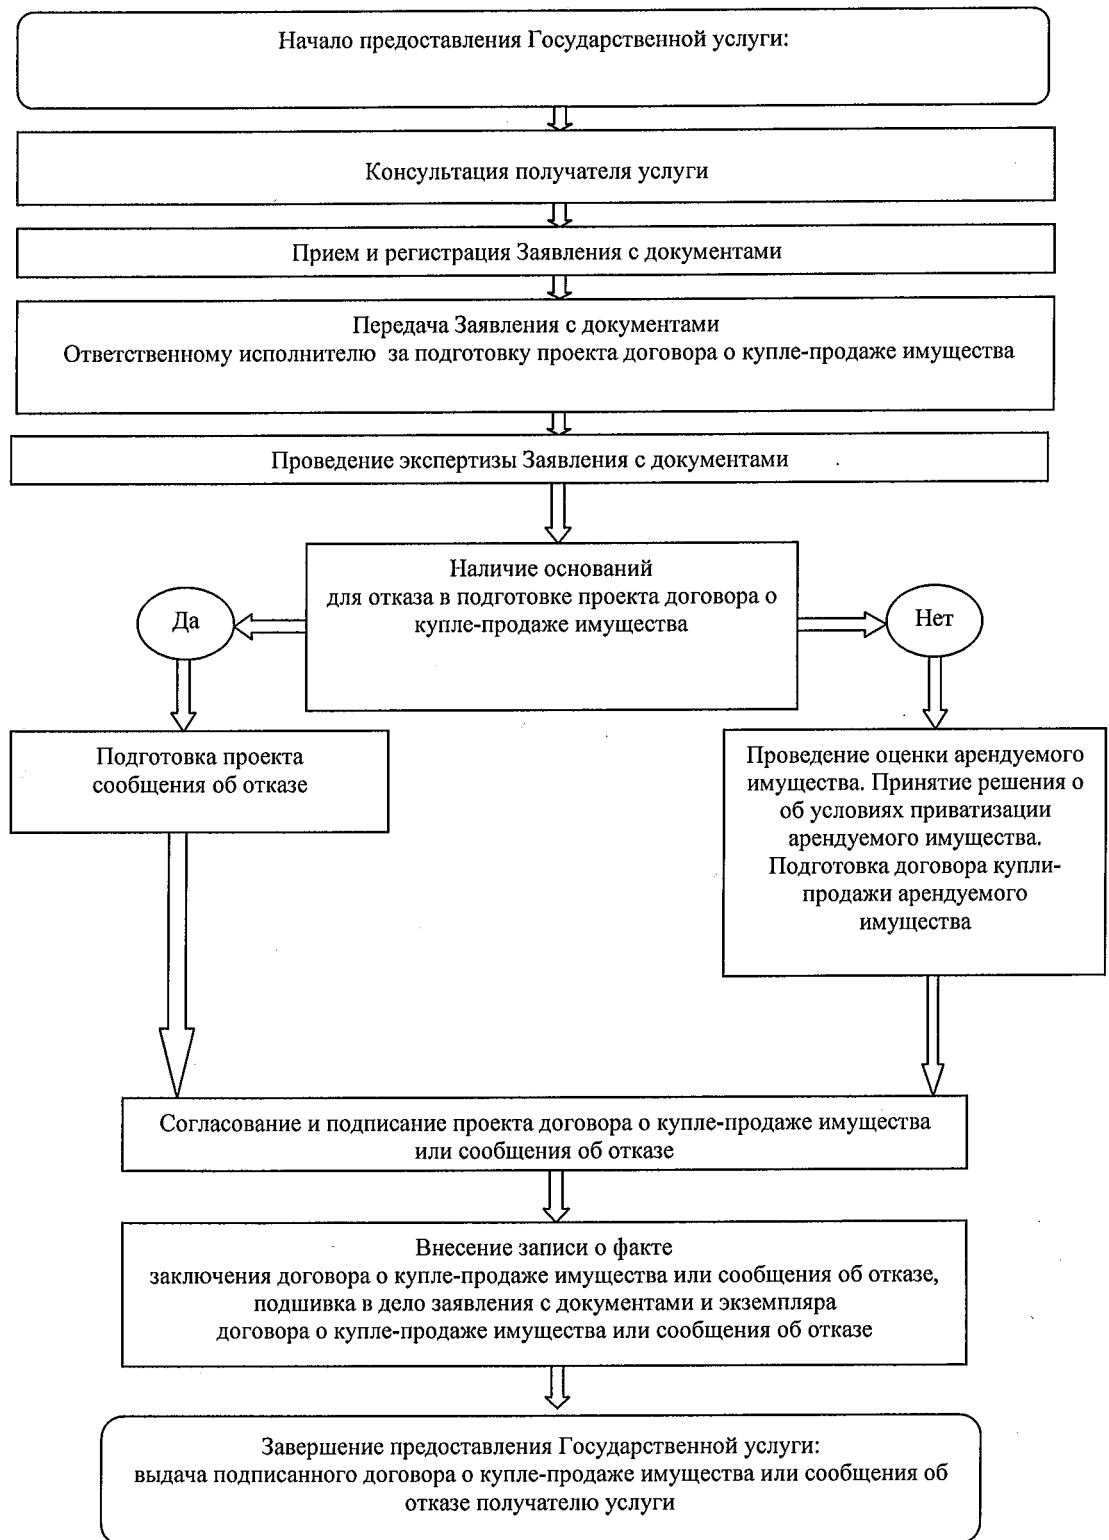 Начало предоставления Государственной услуги:
Консультация получателя услуги
Прием и регистрация Заявления с документами
Передача Заявления с документами
Ответственному исполнителю за подготовку проекта договора о купле-продаже имущества
Проведение экспертизы Заявления с документами
Наличие оснований
для отказа в подготовке проекта договора о
купле-продаже имущества
Да
Нет
Подготовка проекта
сообщения об отказе
Проведение оценки арендуемого
имущества. Принятие решения о
об условиях приватизации
арендуемого имущества.
Подготовка договора купли-
продажи арендуемого
имущества
Согласование и подписание проекта договора о купле-продаже имущества
или сообщения об отказе
Внесение записи о факте
заключения договора о купле-продаже имущества или сообщения об отказе,
подшивка в дело заявления с документами и экземпляра
договора о купле-продаже имущества или сообщения об отказе
Завершение предоставления Государственной услуги:
выдача подписанного договора о купле-продаже имущества или сообщения об
отказе получателю услуги